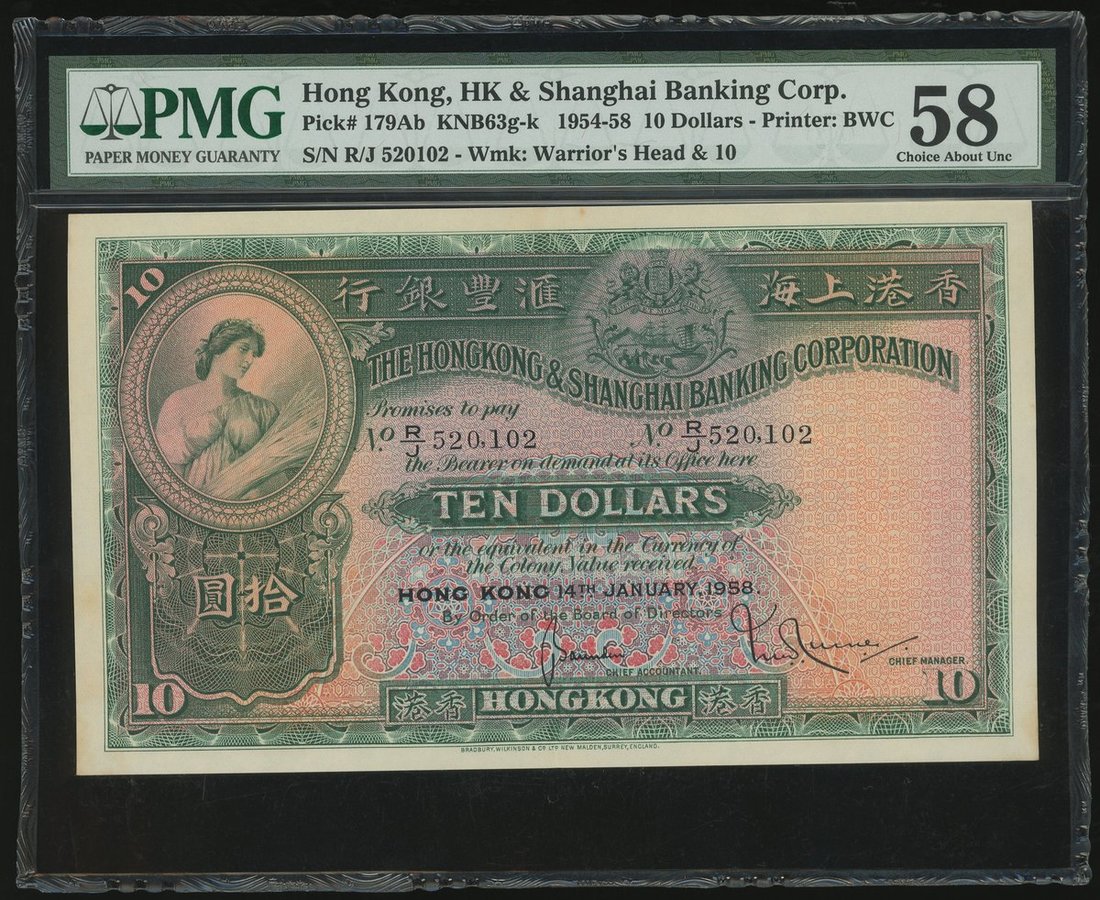 PMG
PAPER MONEY GUARANTY
Hong Kong, HK & Shanghai Banking Corp.
Pick# 179Ab KNB63g-k 1954-58 10 Dollars - Printer: BWC
S/N R/J 520102 - Wmk: Warrior's Head & 10
58
Choice About Unc
10
行銀豐滙 海上港香
THE HONGKONG & SHANGHAI BANKING CORPORATION
Promises to pay
No. R/J 520,102 No. R/J 520,102
the Bearer on demand at its Office here
TEN DOLLARS
or the equivalent in the Currency of
the Colony, Value received.
HONG KONG 14TH JANUARY, 1958.
By Order of the Board of Directors
圓拾
CHIEF ACCOUNTANT.
CHIEF MANAGER.
10 港香 HONGKONG 港香 10
BRADBURY, WILKINSON & CO LTD NEW MALDEN, SURREY, ENGLAND.